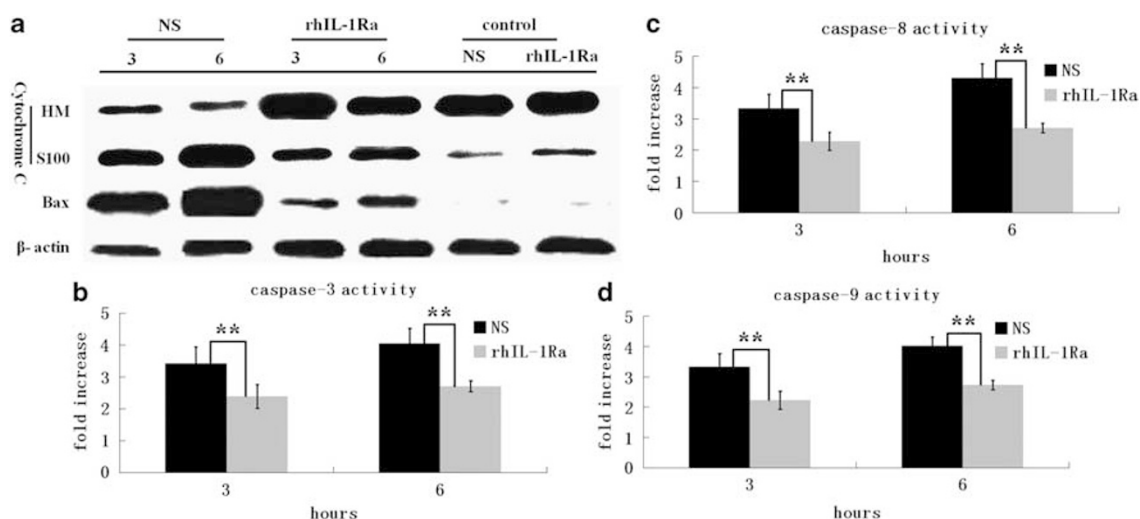 a
NS rhIL-1Ra control
3 6 3 6 NS rhIL-1Ra
Cytochrome C
HM
S100
Bax
β- actin
b
caspase-3 activity
fold increase
5
4
3
2
1
0
** **
NS
rhIL-1Ra
3 6
hours
c
caspase-8 activity
fold increase
5
4
3
2
1
0
** **
NS
rhIL-1Ra
3 6
hours
d
caspase-9 activity
fold increase
5
4
3
2
1
0
** **
NS
rhIL-1Ra
3 6
hours